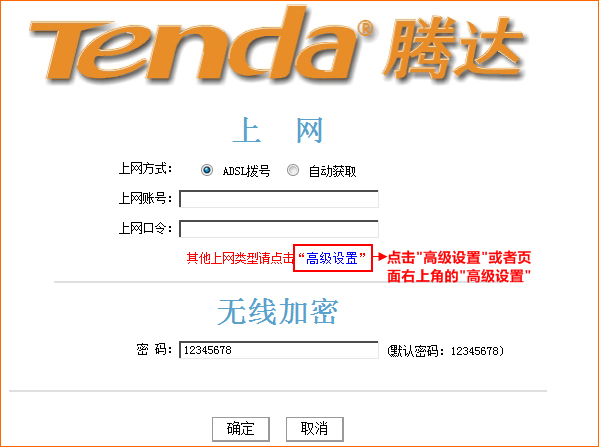 Tenda® 腾达
上 网
上网方式： ADSL拨号 自动获取
上网账号：
上网口令：
其他上网类型请点击“高级设置”
点击"高级设置"或者页
面右上角的"高级设置"
无线加密
密 码： 12345678 (默认密码：12345678)
确定 取消